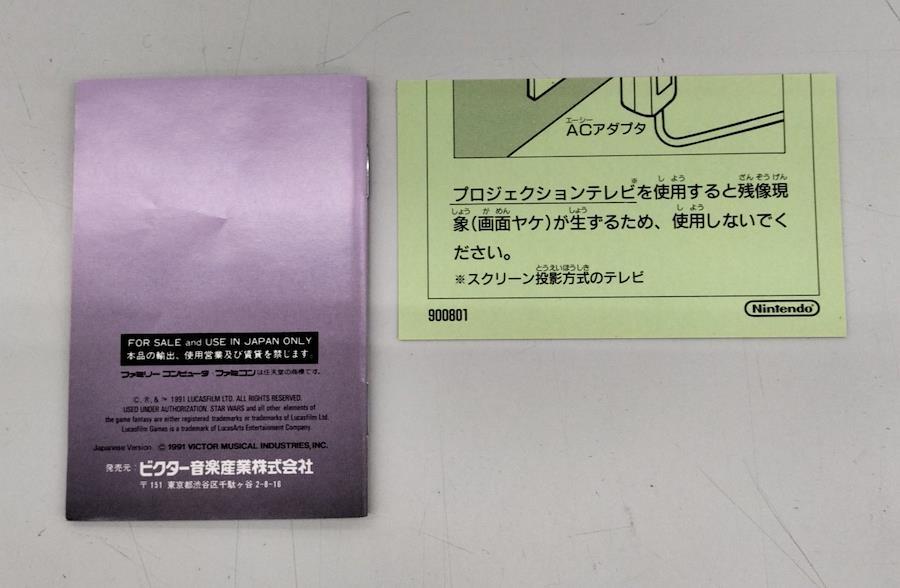 FOR SALE and USE IN JAPAN ONLY
本品の輸出、使用営業及び賃貸を禁じます。
ファミリーコンピュータ・ファミコンは任天堂の商標です。
©, ®, & ™ 1991 LUCASFILM LTD. ALL RIGHTS RESERVED.
USED UNDER AUTHORIZATION. STAR WARS and all other elements of
the game fantasy are either registered trademarks or trademarks of Lucasfilm Ltd.
Lucasfilm Games is a trademark of LucasArts Entertainment Company.
Japanese Version © 1991 VICTOR MUSICAL INDUSTRIES, INC.
発売元:ビクター音楽産業株式会社
〒151 東京都渋谷区千駄ヶ谷2-8-16
エーシー
ACアダプタ
しよう ざんぞうげん
プロジェクションテレビ※を使用すると残像現
しょう がめん しょう しよう
象(画面ヤケ)が生ずるため、使用しないでく
ださい。
とうえいほうしき
※スクリーン投影方式のテレビ
900801
Nintendo®